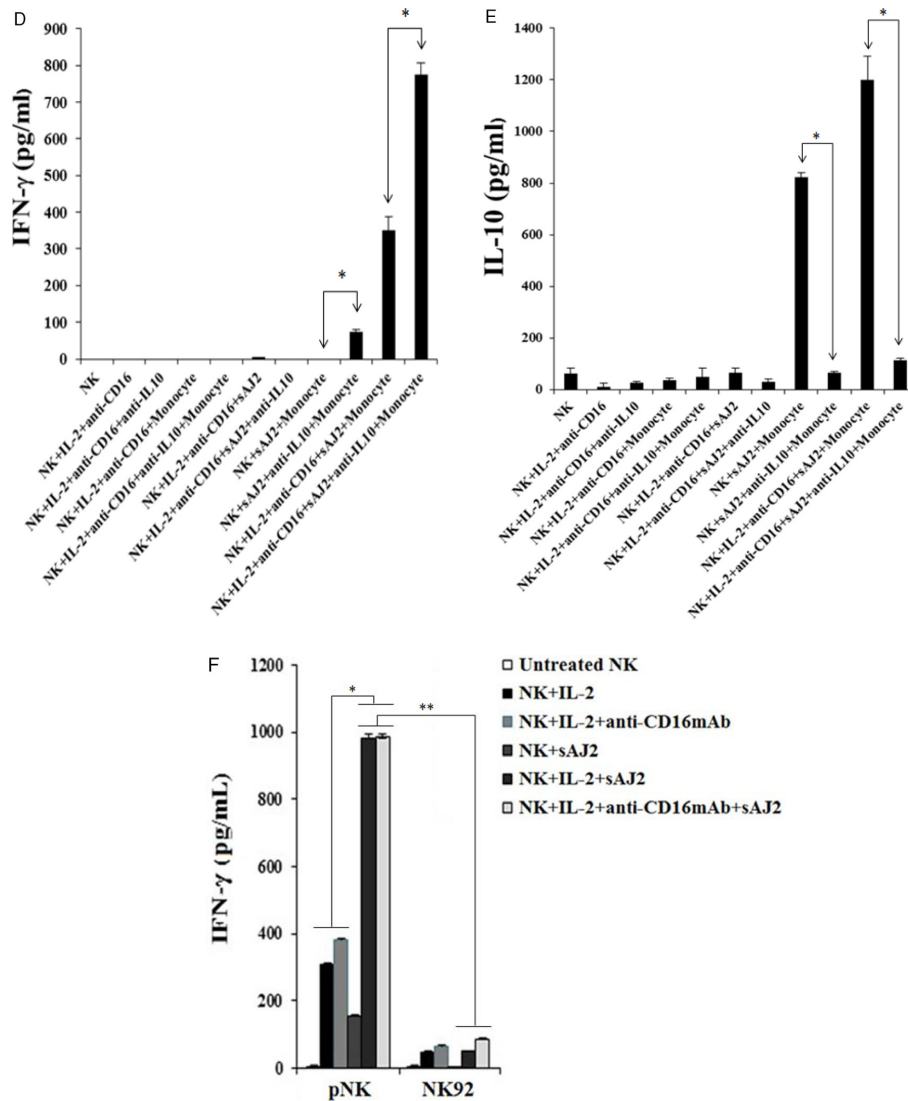 D
IFN-γ (pg/ml)
900
800
700
600
500
400
300
200
100
0
*
*
NK
NK+IL-2+anti-CD16
NK+IL-2+anti-CD16+anti-IL10
NK+IL-2+anti-CD16+Monocyte
NK+IL-2+anti-CD16+anti-IL10+Monocyte
NK+IL-2+anti-CD16+sAJ2
NK+IL-2+anti-CD16+sAJ2+anti-IL10
NK+sAJ2+Monocyte
NK+sAJ2+anti-IL10+Monocyte
NK+IL-2+anti-CD16+sAJ2+Monocyte
NK+IL-2+anti-CD16+sAJ2+anti-IL10+Monocyte
E
IL-10 (pg/ml)
1400
1200
1000
800
600
400
200
0
*
*
NK
NK+IL-2+anti-CD16
NK+IL-2+anti-CD16+anti-IL10
NK+IL-2+anti-CD16+Monocyte
NK+IL-2+anti-CD16+anti-IL10+Monocyte
NK+IL-2+anti-CD16+sAJ2
NK+IL-2+anti-CD16+sAJ2+anti-IL10
NK+sAJ2+Monocyte
NK+sAJ2+anti-IL10+Monocyte
NK+IL-2+anti-CD16+sAJ2+Monocyte
NK+IL-2+anti-CD16+sAJ2+anti-IL10+Monocyte
F
IFN-γ (pg/mL)
1200
1000
800
600
400
200
0
*
**
pNK
NK92
Untreated NK
NK+IL-2
NK+IL-2+anti-CD16mAb
NK+sAJ2
NK+IL-2+sAJ2
NK+IL-2+anti-CD16mAb+sAJ2